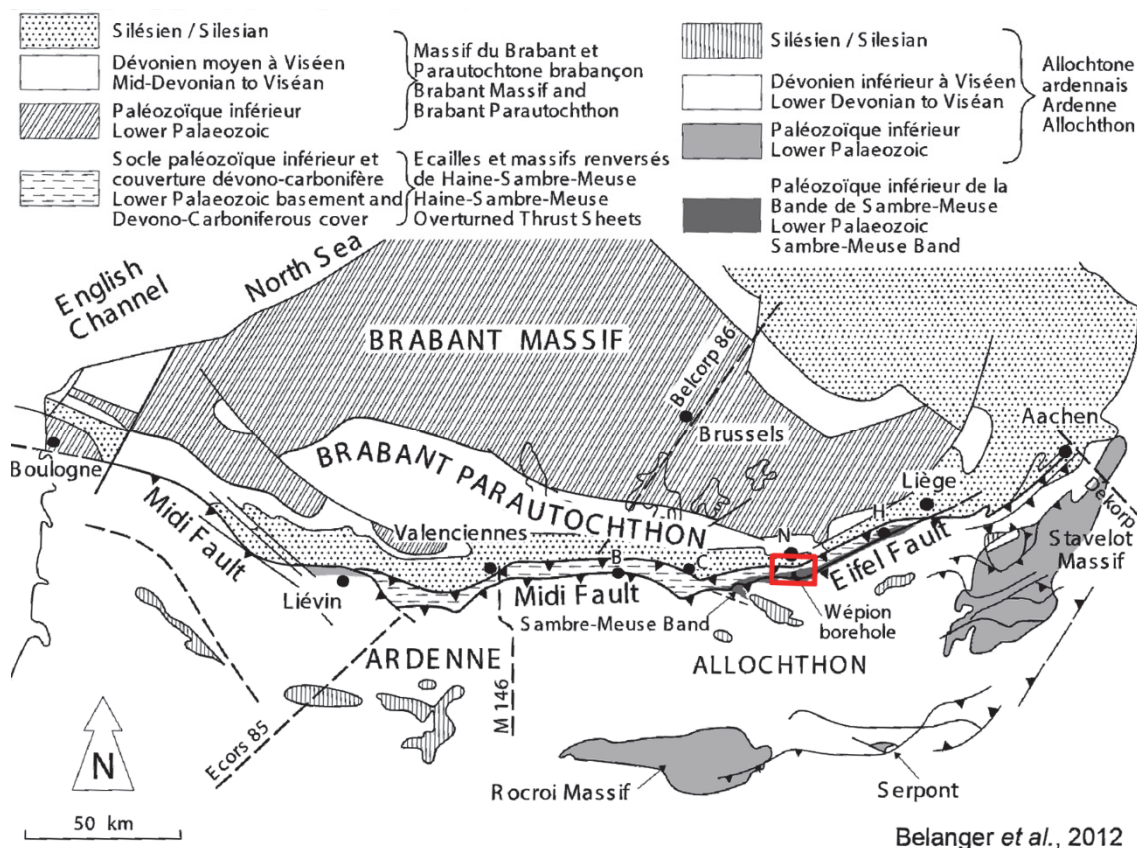 Silésien / Silesian
Dévonien moyen à Viséen
Mid-Devonian to Viséan
Paléozoïque inférieur
Lower Palaeozoic
Massif du Brabant et
Parautochtone brabançon
Brabant Massif and
Brabant Parautochthon
Socle paléozoïque inférieur et
couverture dévono-carbonifère
Lower Palaeozoic basement and
Devono-Carboniferous cover
Ecailles et massifs renversés
de Haine-Sambre-Meuse
Haine-Sambre-Meuse
Overturned Thrust Sheets
Silésien / Silesian
Dévonien inférieur à Viséen
Lower Devonian to Viséan
Paléozoïque inférieur
Lower Palaeozoic
Allochtone
ardennais
Ardenne
Allochthon
Paléozoïque inférieur de la
Bande de Sambre-Meuse
Lower Palaeozoic
Sambre-Meuse Band
English
Channel
North Sea
BRABANT MASSIF
Belcorp 86
Brussels
Aachen
Boulogne
BRABANT PARAUTOCHTHON
Liège
Dekorp
Midi Fault
Valenciennes
N
H
Eifel Fault
Stavelot
Massif
B
C
Liévin
Midi Fault
Sambre-Meuse Band
Wépion
borehole
ARDENNE
ALLOCHTHON
M 146
Ecors 85
N
Rocroi Massif
Serpont
50 km
Belanger et al., 2012